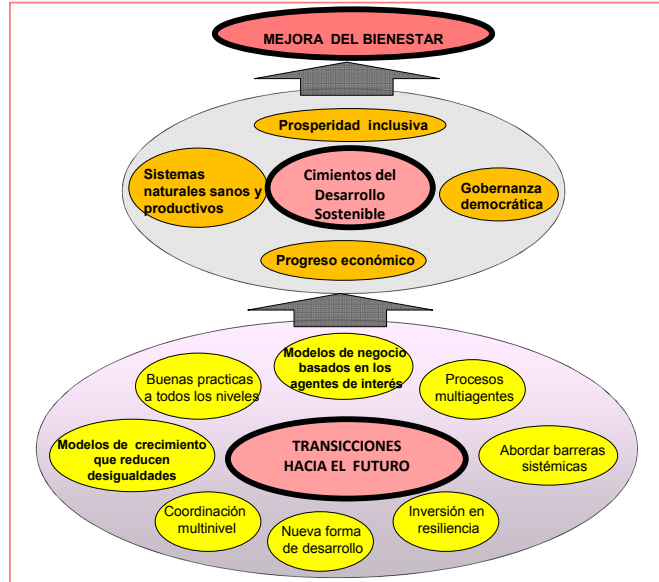 MEJORA DEL BIENESTAR
Prosperidad inclusiva
Sistemas
naturales sanos y
productivos
Cimientos del
Desarrollo
Sostenible
Gobernanza
democrática
Progreso económico
Modelos de negocio
basados en los
agentes de interés
Buenas practicas
a todos los niveles
Procesos
multiagentes
Modelos de crecimiento
que reducen
desigualdades
TRANSICCIONES
HACIA EL FUTURO
Abordar barreras
sistémicas
Coordinación
multinivel
Nueva forma
de desarrollo
Inversión en
resiliencia